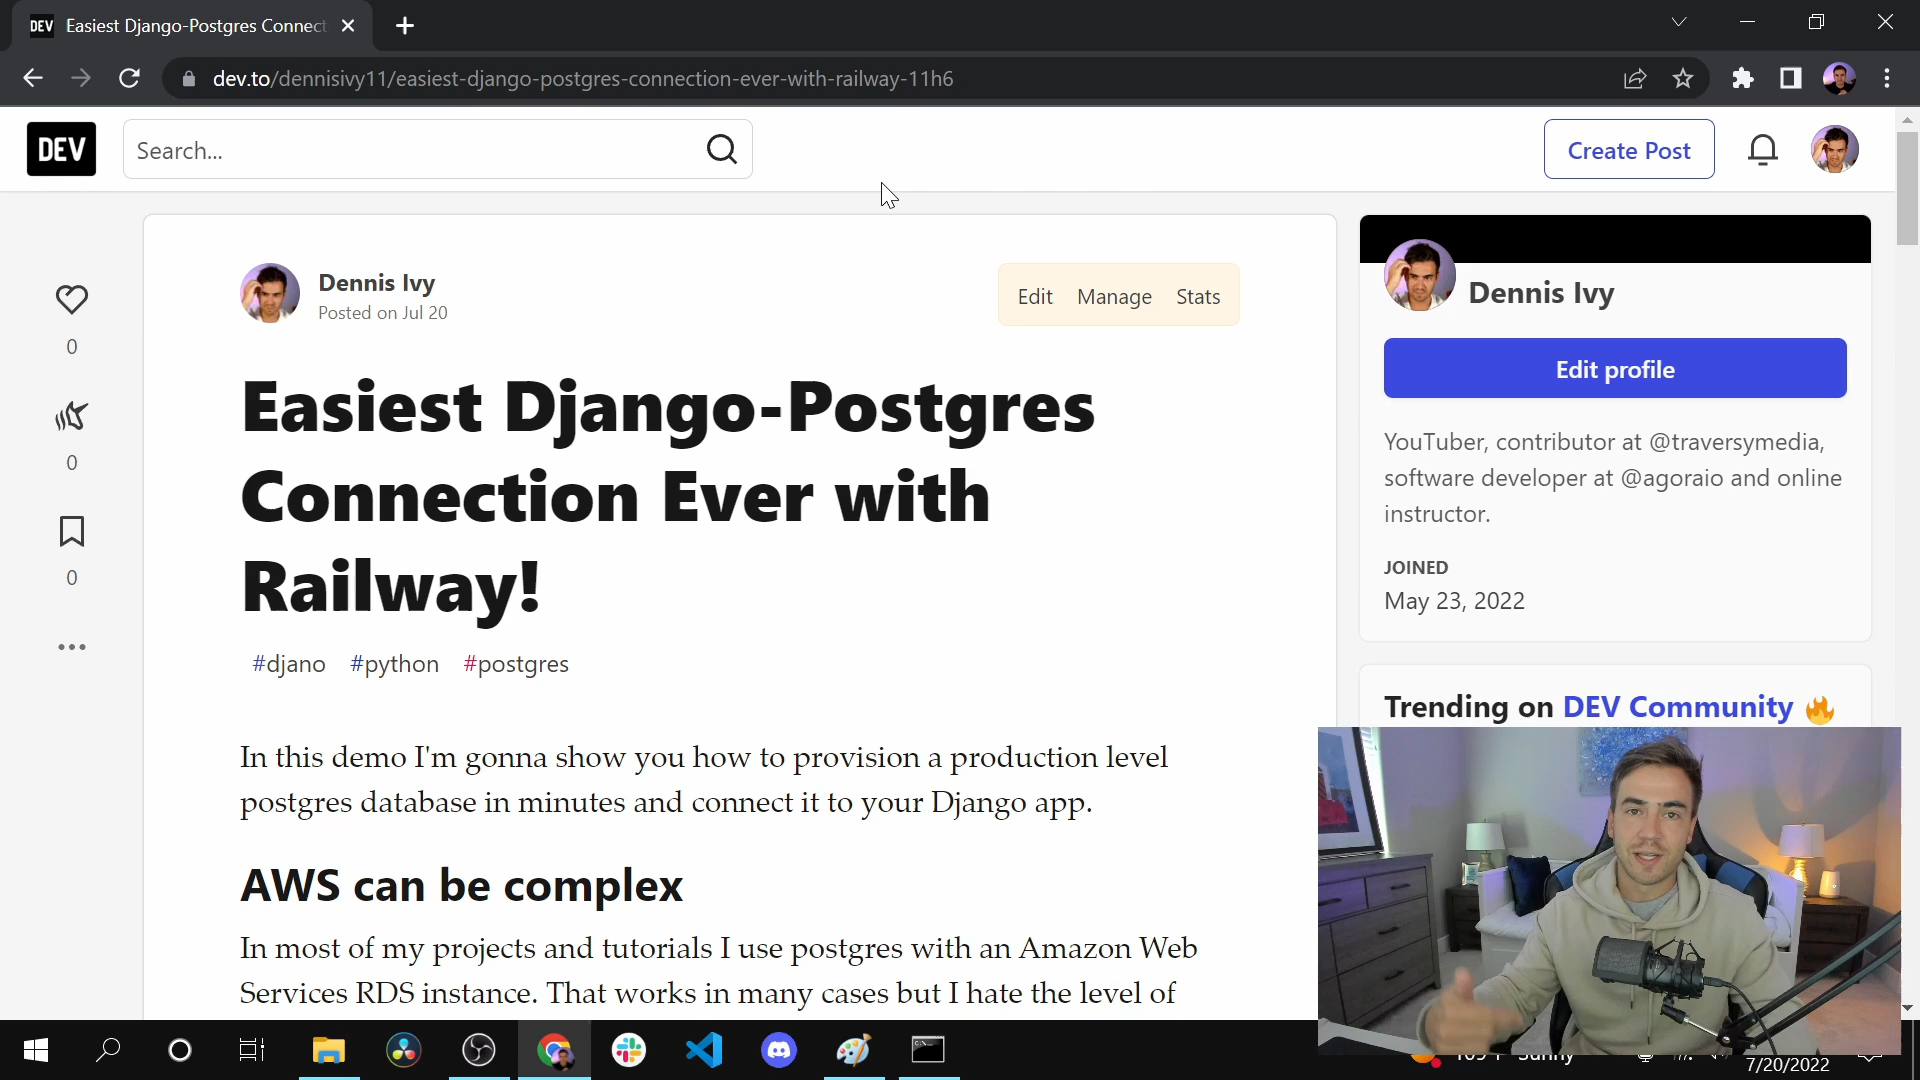 DEV Easiest Django-Postgres Connect
dev.to/dennisivy11/easiest-django-postgres-connection-ever-with-railway-11h6
DEV
Search...
Create Post
Dennis Ivy
Posted on Jul 20
Edit Manage Stats
0
0
0
Easiest Django-Postgres
Connection Ever with
Railway!
#djano #python #postgres
In this demo I'm gonna show you how to provision a production level
postgres database in minutes and connect it to your Django app.
AWS can be complex
In most of my projects and tutorials I use postgres with an Amazon Web
Services RDS instance. That works in many cases but I hate the level of
Dennis Ivy
Edit profile
YouTuber, contributor at @traversymedia,
software developer at @agoraio and online
instructor.
JOINED
May 23, 2022
Trending on DEV Community
Sunny
7/20/2022